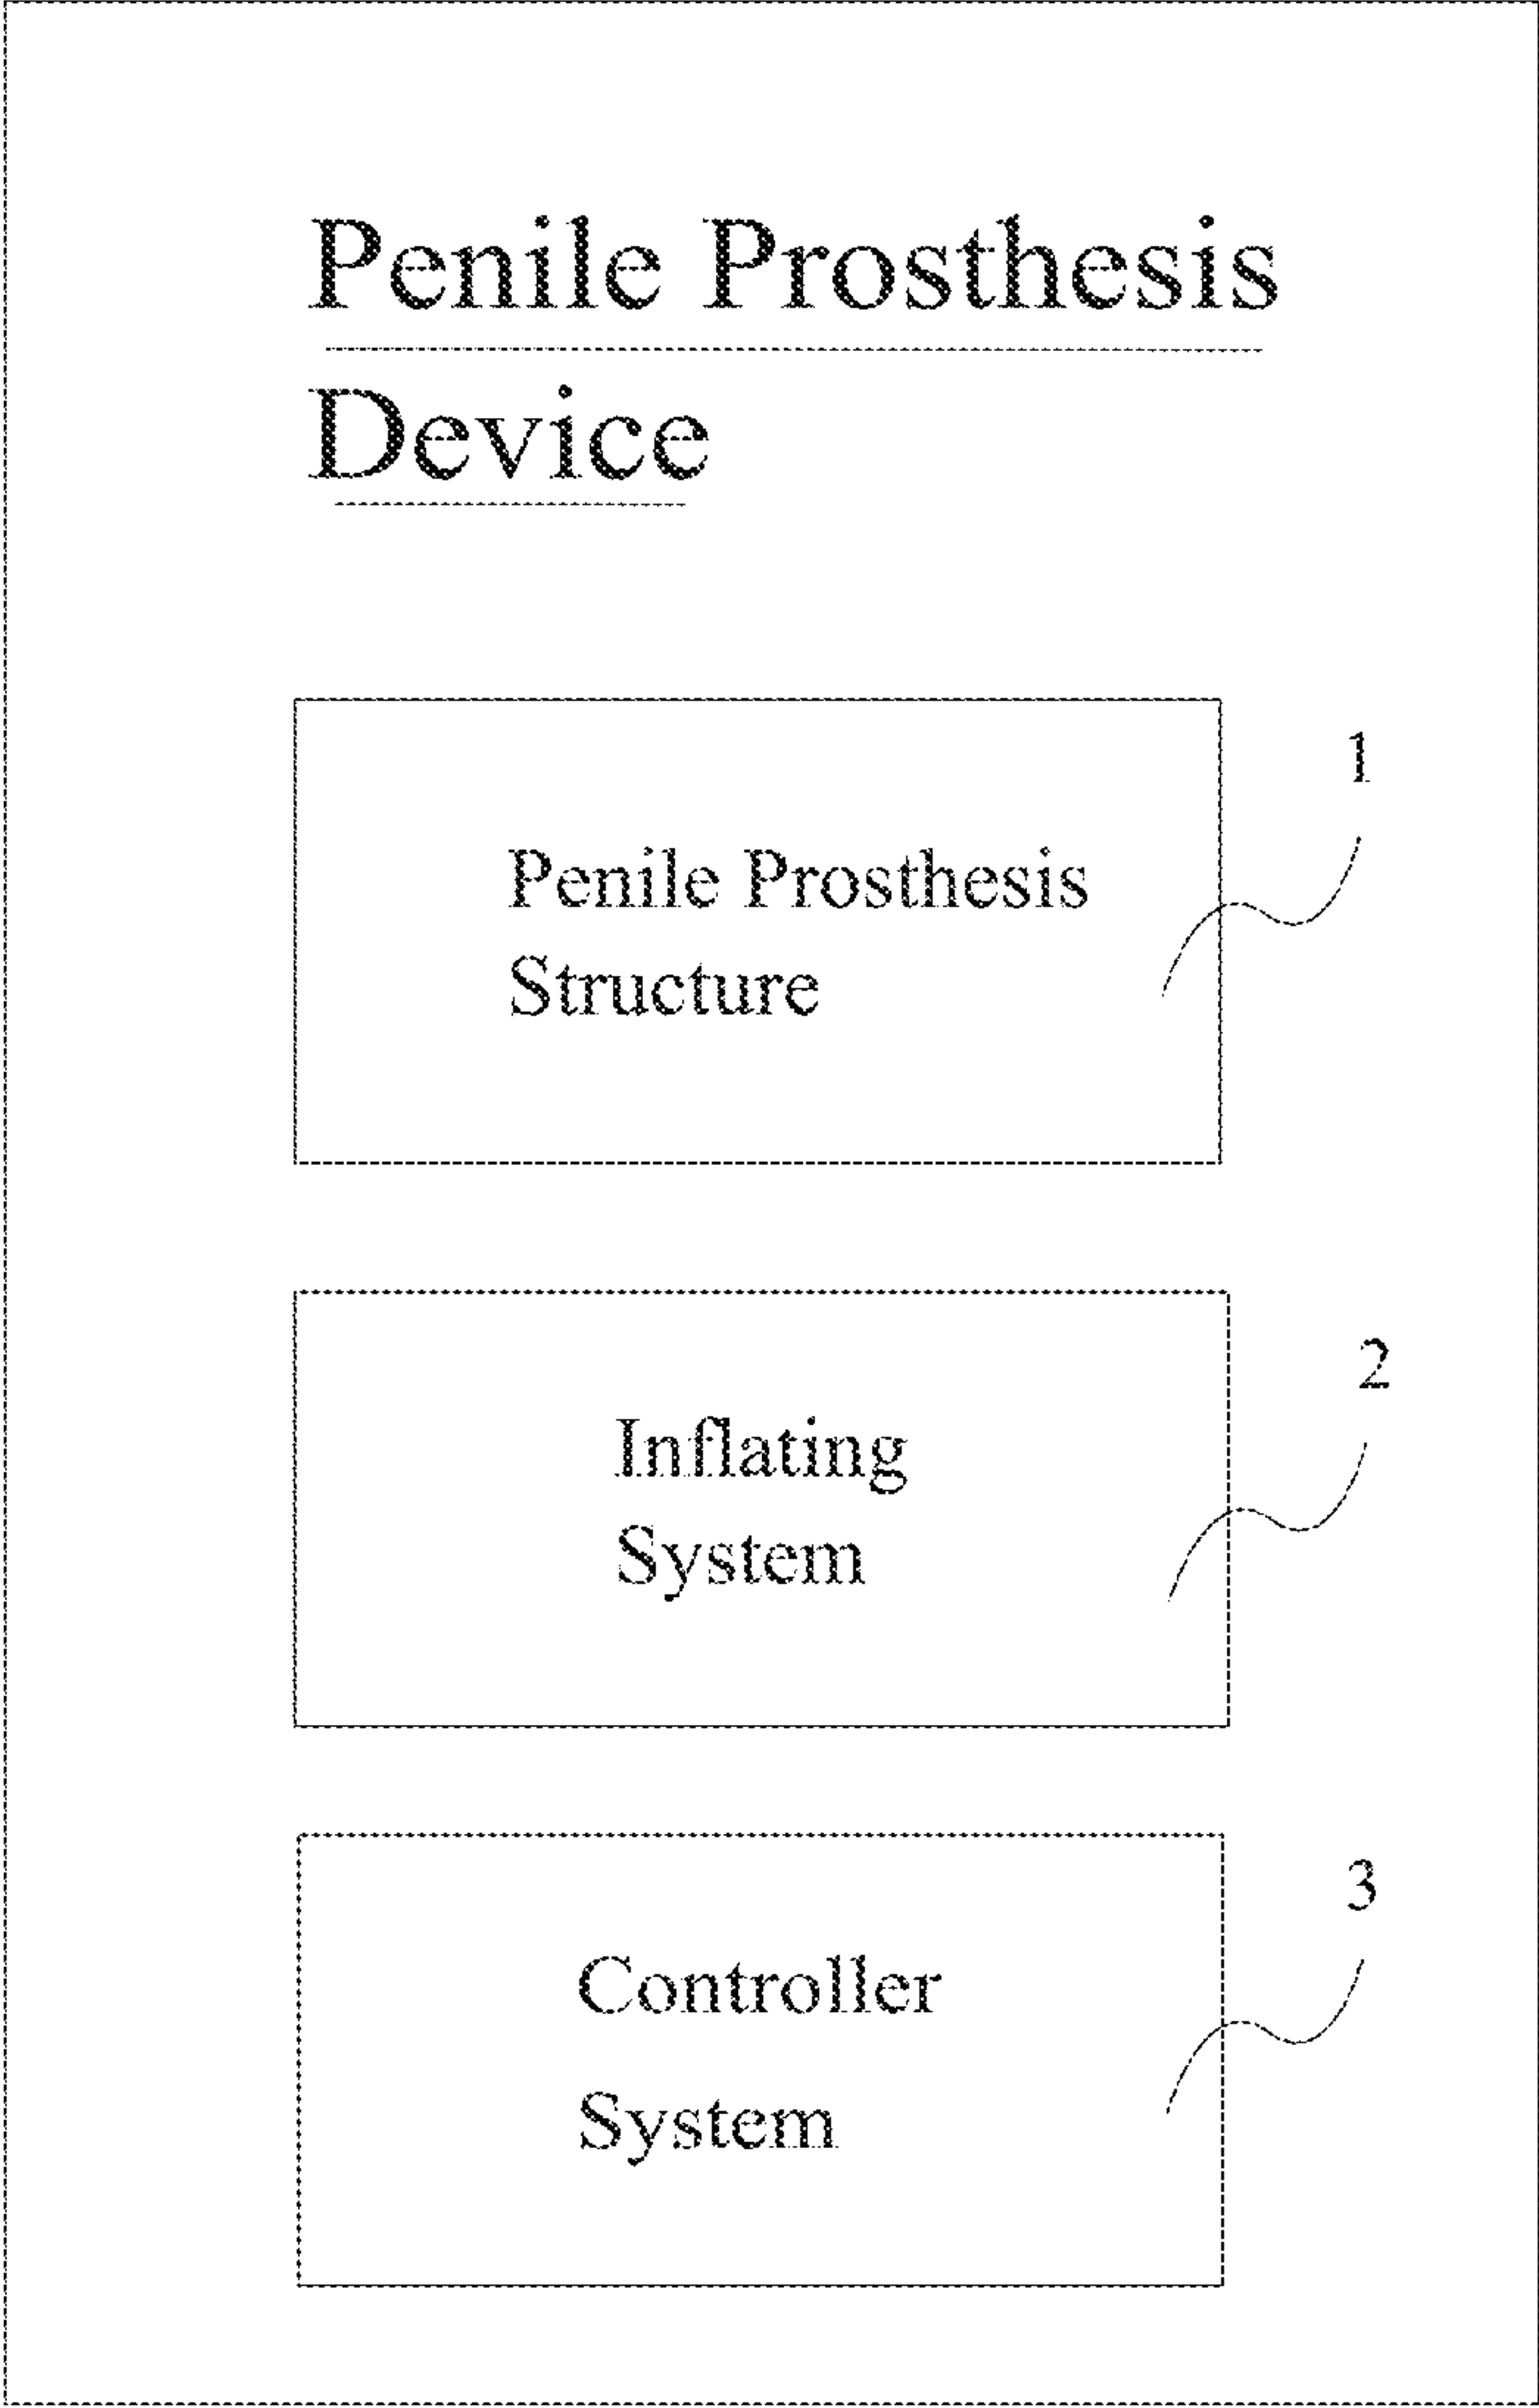 Penile Prosthesis
Device
1
Penile Prosthesis
Structure
2
Inflating
System
3
Controller
System